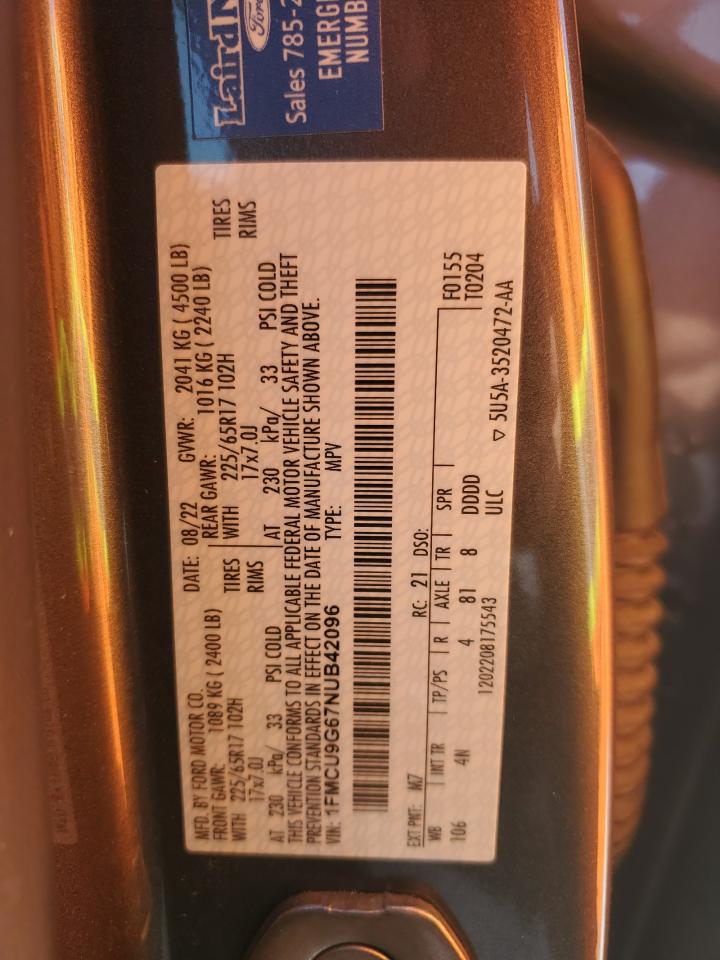 LairdN
Ford
Sales 785-2
EMERGE
NUMB
MFD. BY FORD MOTOR CO. DATE: 08/22 GVWR: 2041 KG ( 4500 LB)
FRONT GAWR: 1089 KG ( 2400 LB) REAR GAWR: 1016 KG ( 2240 LB)
WITH 225/65R17 102H TIRES WITH 225/65R17 102H TIRES
17x7.0J RIMS 17x7.0J RIMS
AT 230 kPa/ 33 PSI COLD AT 230 kPa/ 33 PSI COLD
THIS VEHICLE CONFORMS TO ALL APPLICABLE FEDERAL MOTOR VEHICLE SAFETY AND THEFT
PREVENTION STANDARDS IN EFFECT ON THE DATE OF MANUFACTURE SHOWN ABOVE.
VIN: 1FMCU9G67NUB42096 TYPE: MPV
EXT PNT: M7 RC: 21 DSO: F0155
WB INT TR TP/PS R AXLE TR SPR T0204
106 4N 4 81 8 DDDD
ULC
1202208175543 ▽ 5U5A-3520472-AA